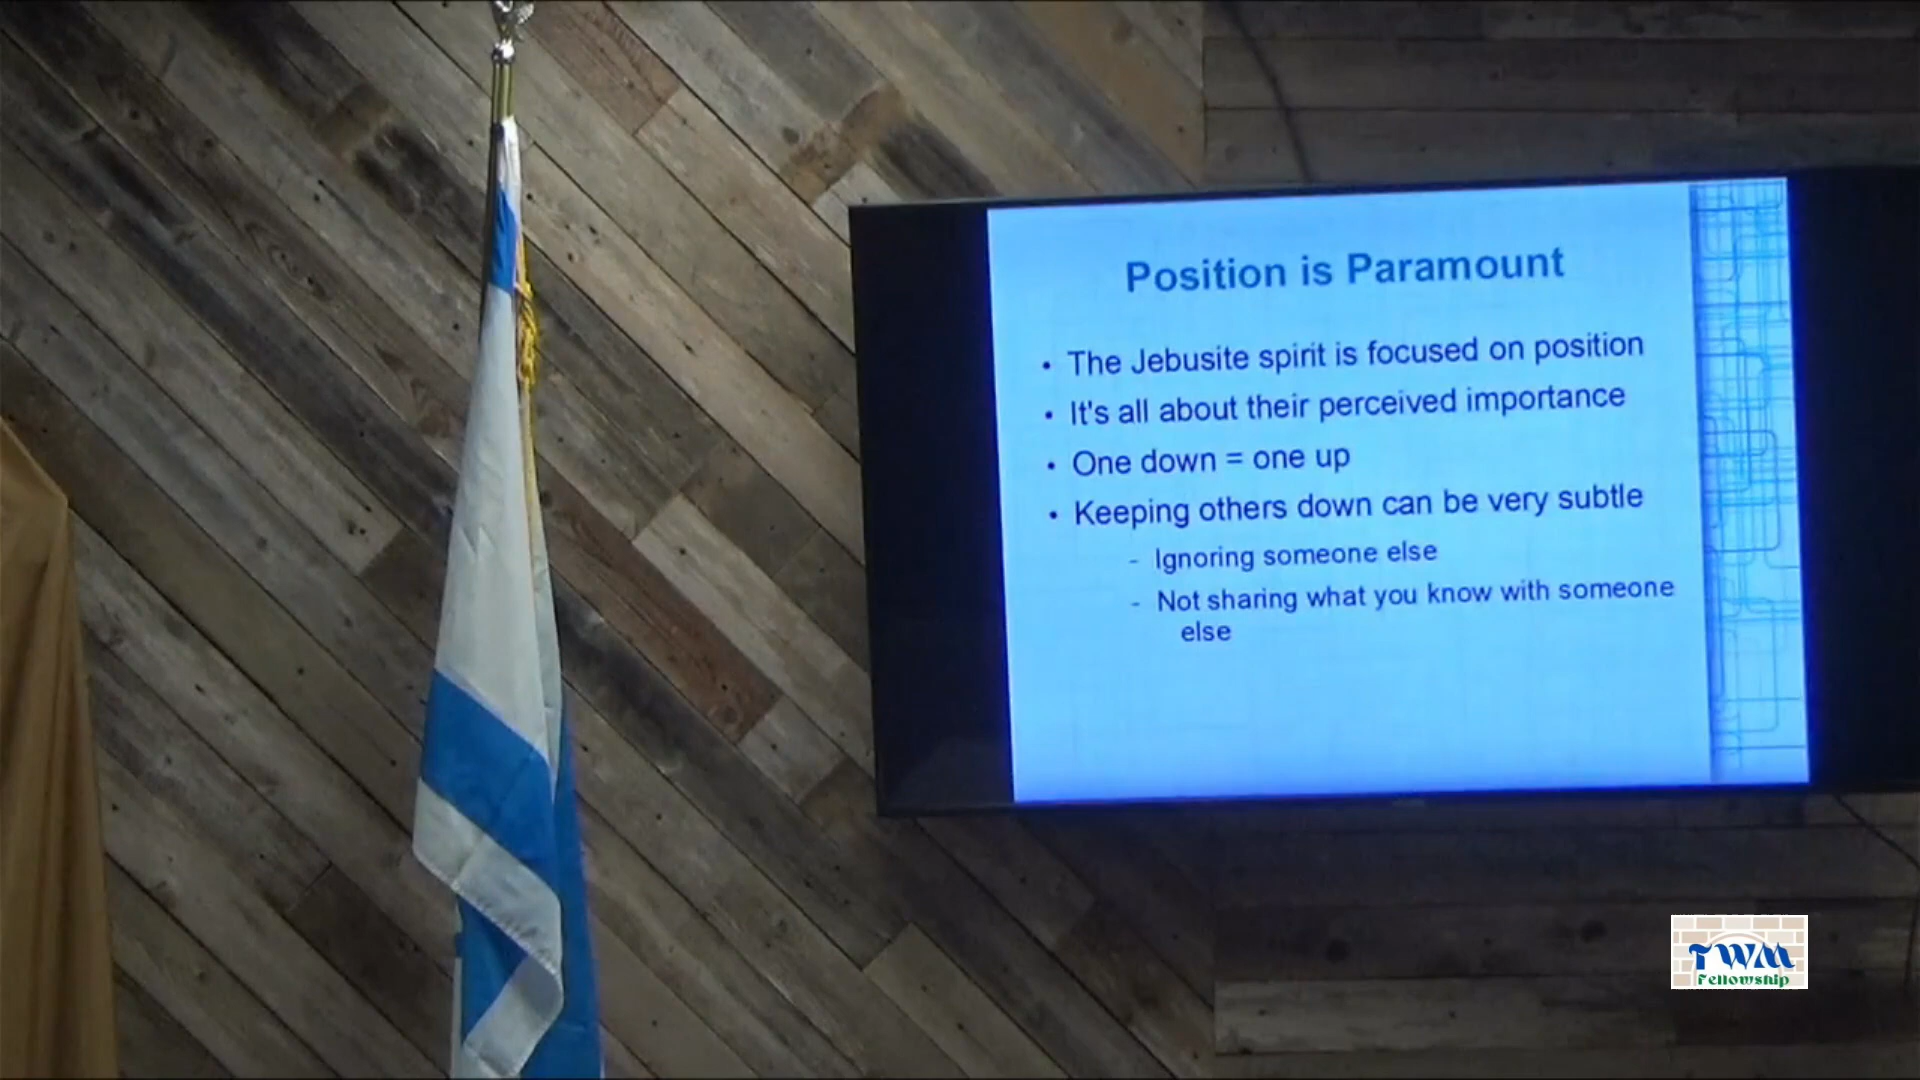 Position is Paramount
• The Jebusite spirit is focused on position
• It's all about their perceived importance
• One down = one up
• Keeping others down can be very subtle
- Ignoring someone else
- Not sharing what you know with someone
else
TWM
Fellowship